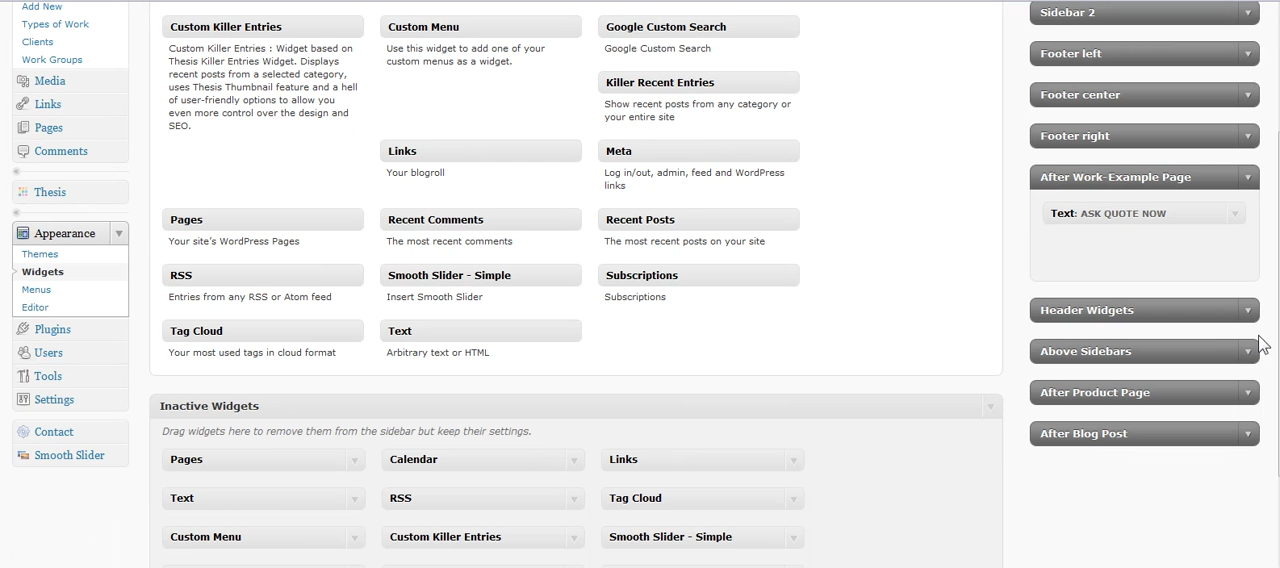 Add New
Types of Work
Clients
Work Groups
Media
Links
Pages
Comments
Thesis
Appearance
Themes
Widgets
Menus
Editor
Plugins
Users
Tools
Settings
Contact
Smooth Slider
Custom Killer Entries
Custom Killer Entries : Widget based on
Thesis Killer Entries Widget. Displays
recent posts from a selected category,
uses Thesis Thumbnail feature and a hell
of user-friendly options to allow you
even more control over the design and
SEO.
Custom Menu
Use this widget to add one of your
custom menus as a widget.
Google Custom Search
Google Custom Search
Killer Recent Entries
Show recent posts from any category or
your entire site
Links
Your blogroll
Meta
Log in/out, admin, feed and WordPress
links
Pages
Your site's WordPress Pages
Recent Comments
The most recent comments
Recent Posts
The most recent posts on your site
RSS
Entries from any RSS or Atom feed
Smooth Slider - Simple
Insert Smooth Slider
Subscriptions
Subscriptions
Tag Cloud
Your most used tags in cloud format
Text
Arbitrary text or HTML
Inactive Widgets
Drag widgets here to remove them from the sidebar but keep their settings.
Pages
Calendar
Links
Text
RSS
Tag Cloud
Custom Menu
Custom Killer Entries
Smooth Slider - Simple
Sidebar 2
Footer left
Footer center
Footer right
After Work-Example Page
Text: ASK QUOTE NOW
Header Widgets
Above Sidebars
After Product Page
After Blog Post